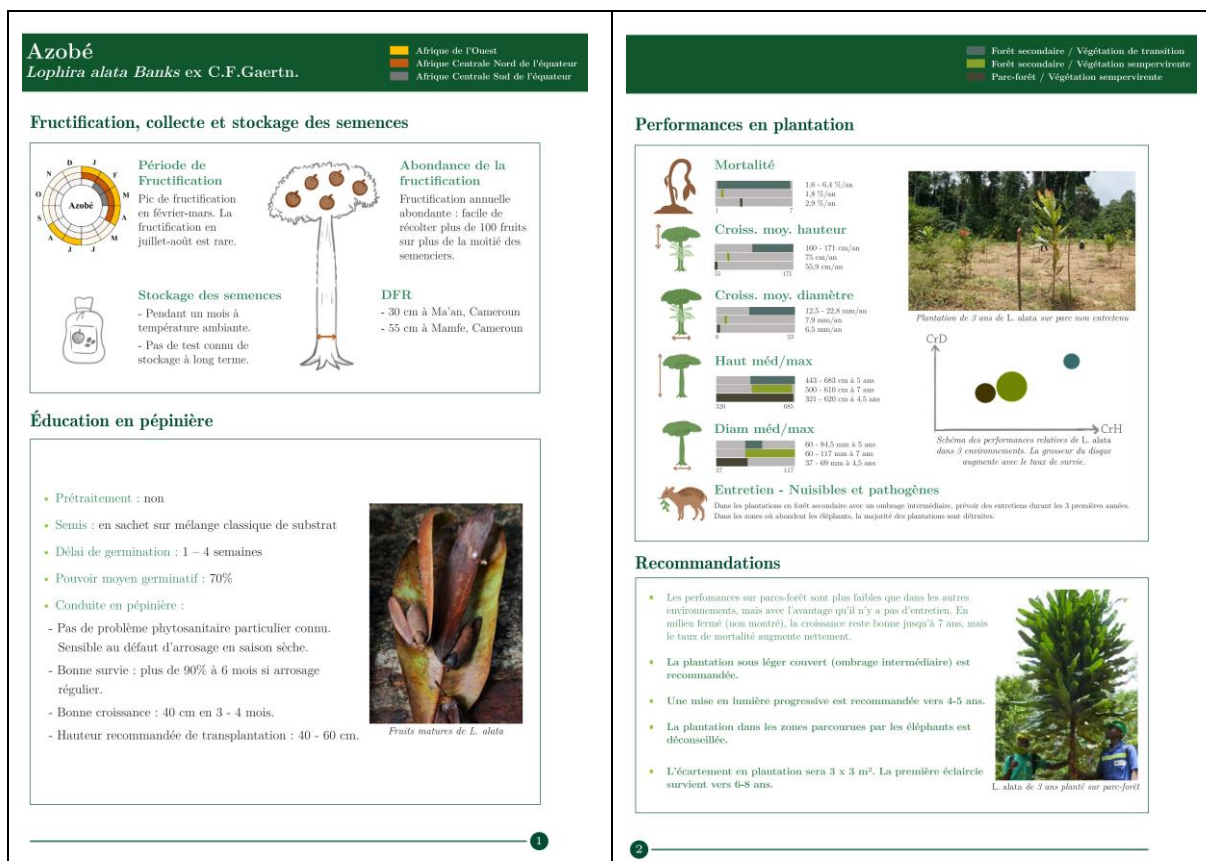 Azobé
Lophira alata Banks ex C.F.Gaertn.
Afrique de l'Ouest
Afrique Centrale Nord de l'équateur
Afrique Centrale Sud de l'équateur
Fructification, collecte et stockage des semences
D J F M A M J J A S O N
Azobé
Période de
Fructification
Pic de fructification
en février-mars. La
fructification en
juillet-août est rare.
Abondance de la
fructification
Fructification annuelle
abondante : facile de
récolter plus de 100 fruits
sur plus de la moitié des
semenciers.
Stockage des semences
- Pendant un mois à
température ambiante.
- Pas de test connu de
stockage à long terme.
DFR
- 30 cm à Ma'an, Cameroun
- 55 cm à Mamfe, Cameroun
Éducation en pépinière
• Prétraitement : non
• Semis : en sachet sur mélange classique de substrat
• Délai de germination : 1 – 4 semaines
• Pouvoir moyen germinatif : 70%
• Conduite en pépinière :
- Pas de problème phytosanitaire particulier connu.
Sensible au défaut d'arrosage en saison sèche.
- Bonne survie : plus de 90% à 6 mois si arrosage
régulier.
- Bonne croissance : 40 cm en 3 - 4 mois.
- Hauteur recommandée de transplantation : 40 - 60 cm.
Fruits matures de L. alata
1
Forêt secondaire / Végétation de transition
Forêt secondaire / Végétation sempervirente
Parc-forêt / Végétation sempervirente
Performances en plantation
Mortalité
1,6 - 6,4 %/an
1,8 %/an
2,9 %/an
1 7
Croiss. moy. hauteur
160 - 171 cm/an
75 cm/an
55,9 cm/an
55 171
Croiss. moy. diamètre
12,5 - 22,8 mm/an
7,9 mm/an
6,5 mm/an
6 23
Haut méd/max
443 - 683 cm à 5 ans
500 - 610 cm à 7 ans
321 - 620 cm à 4,5 ans
320 685
Diam méd/max
60 - 84,5 mm à 5 ans
60 - 117 mm à 7 ans
37 - 69 mm à 4,5 ans
37 117
Plantation de 3 ans de L. alata sur parc non entretenu
CrD
CrH
Schéma des performances relatives de L. alata
dans 3 environnements. La grosseur du disque
augmente avec le taux de survie.
Entretien - Nuisibles et pathogènes
Dans les plantations en forêt secondaire avec un ombrage intermédiaire, prévoir des entretiens durant les 3 premières années.
Dans les zones où abondent les éléphants, la majorité des plantations sont détruites.
Recommandations
Les perfomances sur parcs-forêt sont plus faibles que dans les autres
environnements, mais avec l'avantage qu'il n'y a pas d'entretien. En
milieu fermé (non montré), la croissance reste bonne jusqu'à 7 ans, mais
le taux de mortalité augmente nettement.
La plantation sous léger couvert (ombrage intermédiaire) est
recommandée.
Une mise en lumière progressive est recommandée vers 4-5 ans.
La plantation dans les zones parcourues par les éléphants est
déconseillée.
L'écartement en plantation sera 3 x 3 m². La première éclaircie
survient vers 6-8 ans.
L. alata de 3 ans planté sur parc-forêt
2